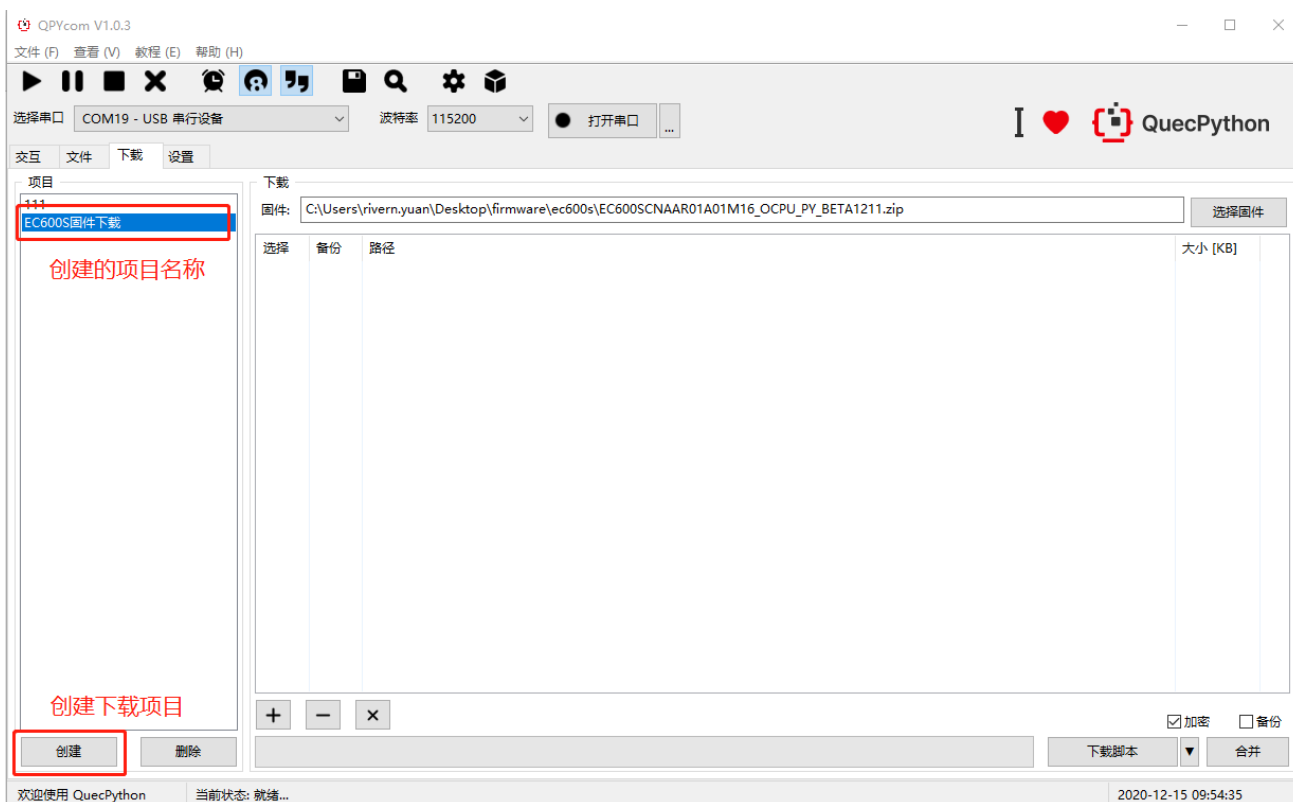 QPYcom V1.0.3
文件 (F) 查看 (V) 教程 (E) 帮助 (H)
选择串口 COM19 - USB 串行设备 波特率 115200 打开串口 ... I QuecPython
交互 文件 下载 设置
项目
111
EC600S固件下载
创建的项目名称
创建下载项目
创建 删除
下载
固件: C:\Users\rivern.yuan\Desktop\firmware\ec600s\EC600SCNAAR01A01M16_OCPU_PY_BETA1211.zip 选择固件
选择 备份 路径 大小 [KB]
加密 备份
下载脚本 合并
欢迎使用 QuecPython 当前状态: 就绪... 2020-12-15 09:54:35